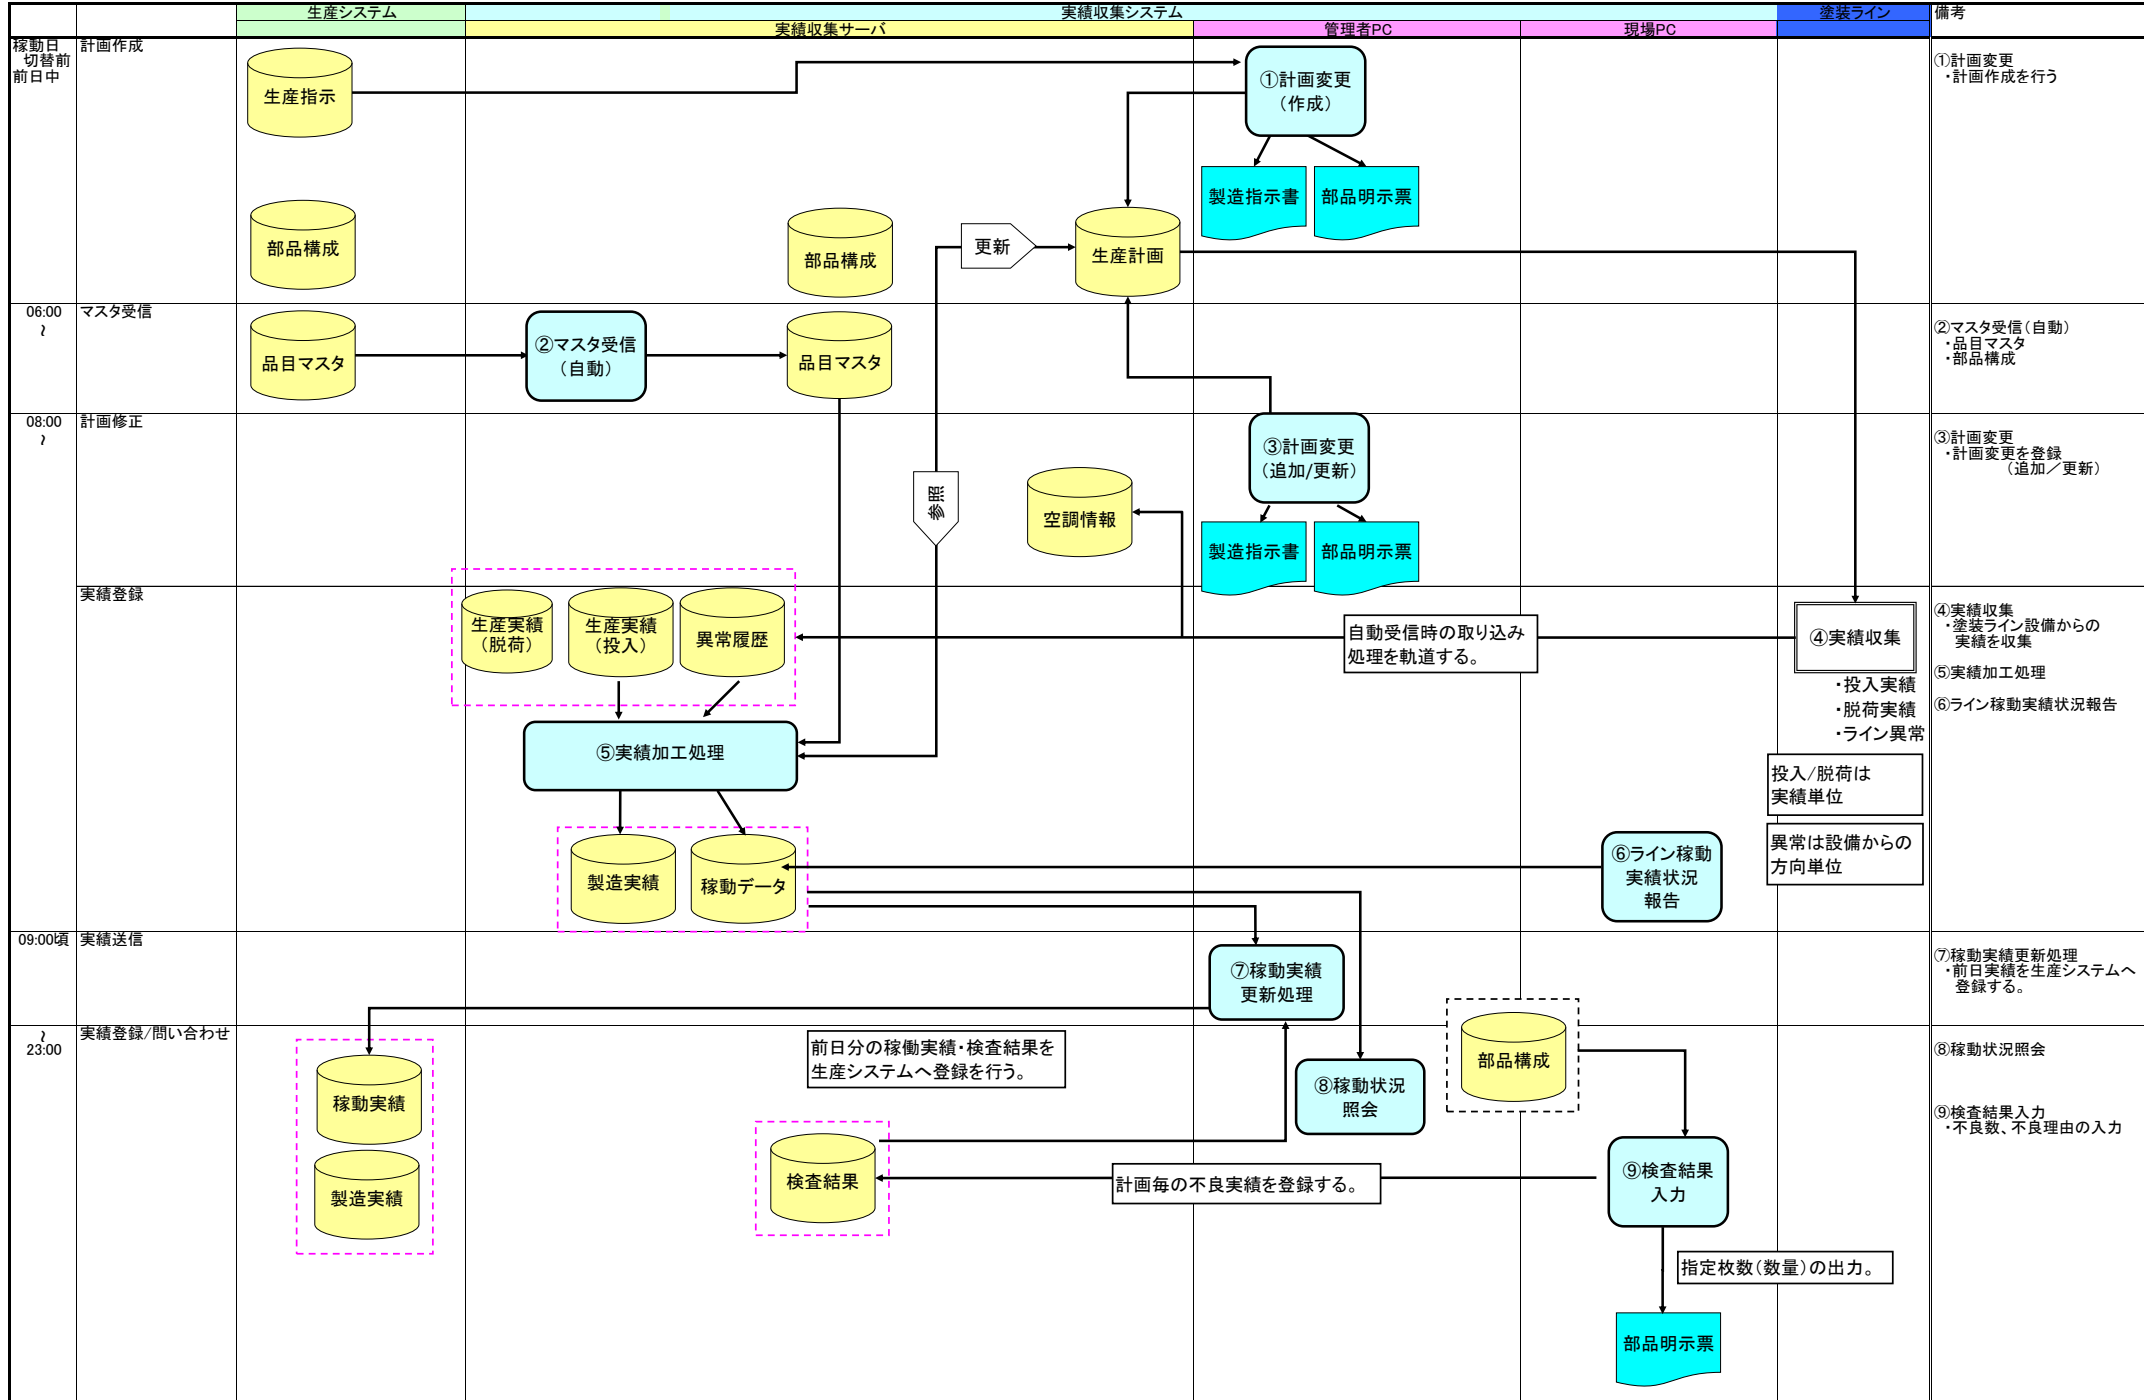 生産システム
実績収集システム
塗装ライン
備考
実績収集サーバ
管理者PC
現場PC
稼動日
切替前
前日中
計画作成
生産指示
①計画変更
（作成）
①計画変更
・計画作成を行う
製造指示書
部品明示票
部品構成
部品構成
更新
生産計画
06:00
～
マスタ受信
品目マスタ
②マスタ受信
（自動）
品目マスタ
②マスタ受信（自動）
・品目マスタ
・部品構成
08:00
～
計画修正
③計画変更
（追加/更新）
③計画変更
・計画変更を登録
（追加／更新）
参照
空調情報
製造指示書
部品明示票
実績登録
生産実績
（脱荷）
生産実績
（投入）
異常履歴
自動受信時の取り込み
処理を軌道する。
④実績収集
・投入実績
・脱荷実績
・ライン異常
④実績収集
・塗装ライン設備からの
実績を収集
⑤実績加工処理
⑥ライン稼動実績状況報告
⑤実績加工処理
投入/脱荷は
実績単位
異常は設備からの
方向単位
製造実績
稼動データ
⑥ライン稼動
実績状況
報告
09:00頃
実績送信
⑦稼動実績
更新処理
⑦稼動実績更新処理
・前日実績を生産システムへ
登録する。
～
23:00
実績登録/問い合わせ
稼動実績
製造実績
前日分の稼働実績・検査結果を
生産システムへ登録を行う。
⑧稼動状況
照会
部品構成
⑧稼動状況照会
検査結果
計画毎の不良実績を登録する。
⑨検査結果
入力
⑨検査結果入力
・不良数、不良理由の入力
指定枚数（数量）の出力。
部品明示票